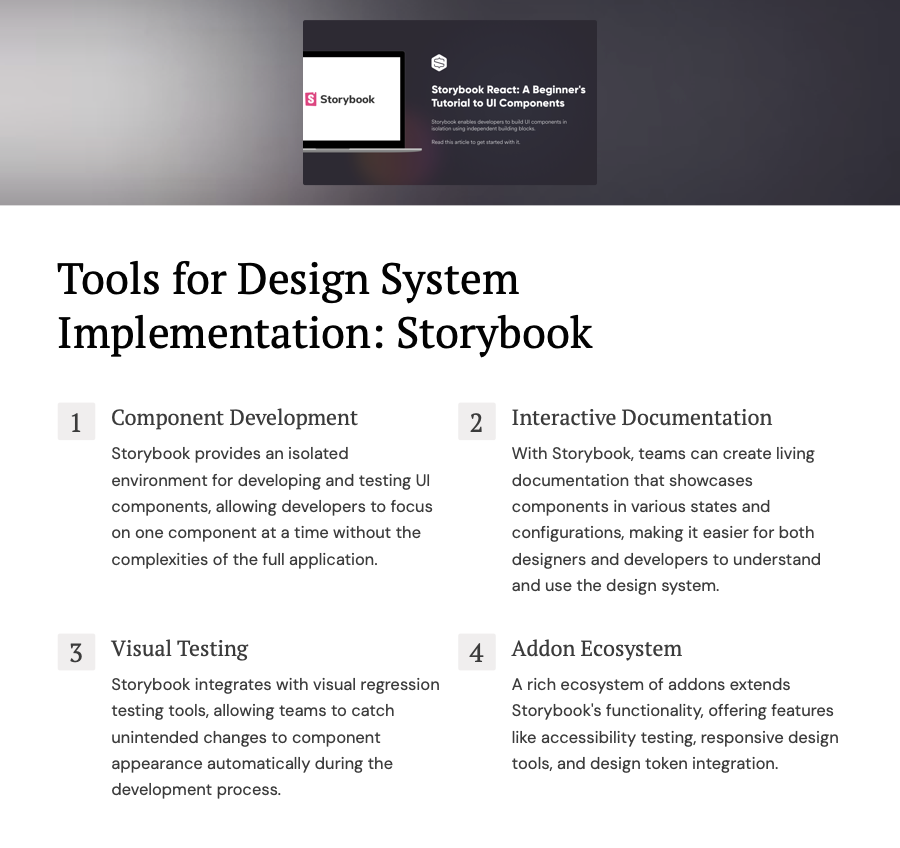 Storybook
Storybook React: A Beginner's
Tutorial to UI Components
Storybook enables developers to build UI components in
isolation using independent building blocks.
Read this article to get started with it.
Tools for Design System
Implementation: Storybook
1
Component Development
Storybook provides an isolated
environment for developing and testing UI
components, allowing developers to focus
on one component at a time without the
complexities of the full application.
2
Interactive Documentation
With Storybook, teams can create living
documentation that showcases
components in various states and
configurations, making it easier for both
designers and developers to understand
and use the design system.
3
Visual Testing
Storybook integrates with visual regression
testing tools, allowing teams to catch
unintended changes to component
appearance automatically during the
development process.
4
Addon Ecosystem
A rich ecosystem of addons extends
Storybook's functionality, offering features
like accessibility testing, responsive design
tools, and design token integration.